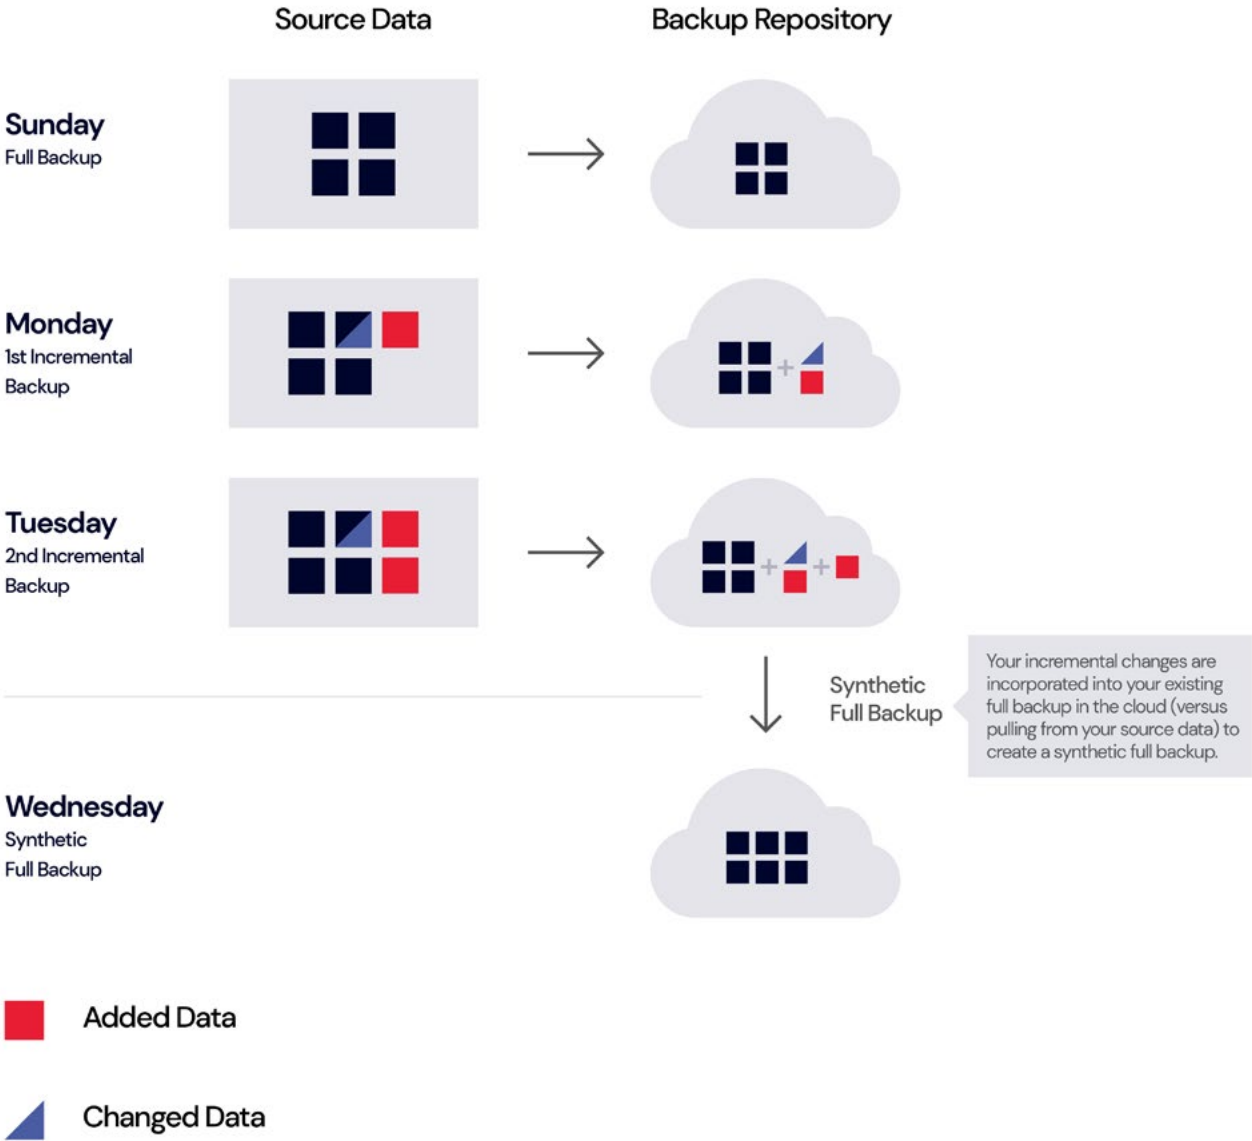 Source Data
Backup Repository
Sunday
Full Backup
Monday
1st Incremental
Backup
Tuesday
2nd Incremental
Backup
Synthetic
Full Backup
Your incremental changes are
incorporated into your existing
full backup in the cloud (versus
pulling from your source data) to
create a synthetic full backup.
Wednesday
Synthetic
Full Backup
Added Data
Changed Data